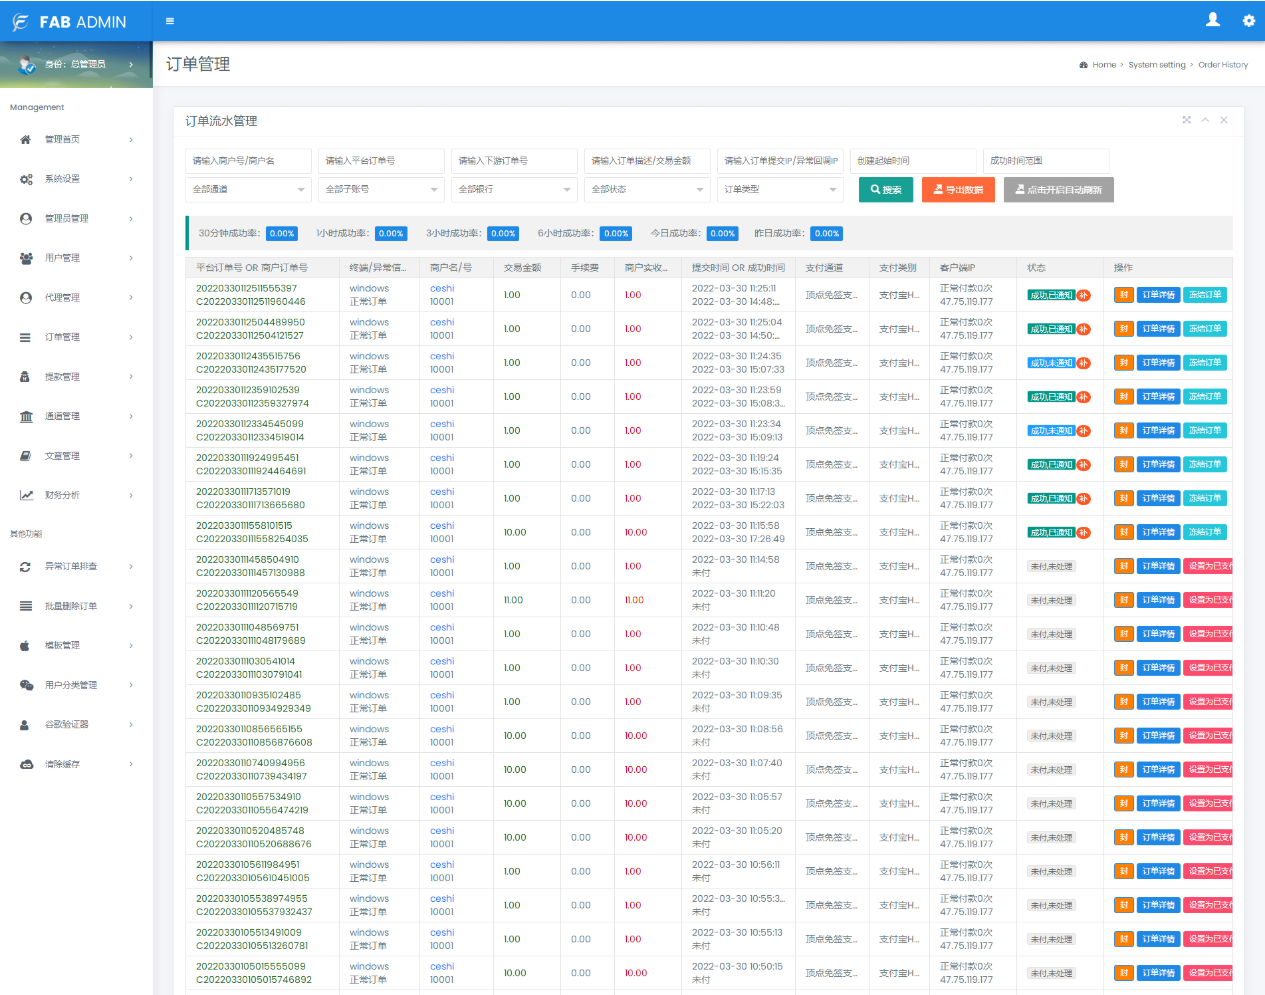 FAB ADMIN
身份：总管理员
订单管理
Home > System setting > Order History
Management
管理首页
系统设置
管理员管理
用户管理
代理管理
订单管理
提款管理
通道管理
文章管理
财务分析
其他功能
异常订单排查
批量删除订单
模板管理
用户分类管理
谷歌验证器
清除缓存
订单流水管理
请输入商户号/商户名 请输入平台订单号 请输入下游订单号 请输入订单描述/交易金额 请输入订单提交IP/异常回调IP 创建起始时间 成功时间范围
全部通道 全部子账号 全部银行 全部状态 订单类型 搜索 导出数据 点击开启自动刷新
30分钟成功率： 0.00% 1小时成功率： 0.00% 3小时成功率： 0.00% 6小时成功率： 0.00% 今日成功率： 0.00% 昨日成功率： 0.00%
平台订单号 OR 商户订单号 终端/异常信... 商户名/号 交易金额 手续费 商户实收... 提交时间 OR 成功时间 支付通道 支付类别 客户端IP 状态 操作
20220330112511555397 windows ceshi 1.00 0.00 1.00 2022-03-30 11:25:11 顶点免签支... 支付宝H... 正常付款0次 成功,已通知 补 封 订单详情 冻结订单
C20220330112511960446 正常订单 10001 2022-03-30 14:48:... 47.75.119.177
20220330112504489950 windows ceshi 1.00 0.00 1.00 2022-03-30 11:25:04 顶点免签支... 支付宝H... 正常付款0次 成功,已通知 补 封 订单详情 冻结订单
C20220330112504121527 正常订单 10001 2022-03-30 14:50:... 47.75.119.177
20220330112435515756 windows ceshi 1.00 0.00 1.00 2022-03-30 11:24:35 顶点免签支... 支付宝H... 正常付款0次 成功,未通知 补 封 订单详情 冻结订单
C20220330112435177520 正常订单 10001 2022-03-30 15:07:33 47.75.119.177
20220330112359102539 windows ceshi 1.00 0.00 1.00 2022-03-30 11:23:59 顶点免签支... 支付宝H... 正常付款0次 成功,已通知 补 封 订单详情 冻结订单
C20220330112359327974 正常订单 10001 2022-03-30 15:08:3... 47.75.119.177
20220330112334545099 windows ceshi 1.00 0.00 1.00 2022-03-30 11:23:34 顶点免签支... 支付宝H... 正常付款0次 成功,未通知 补 封 订单详情 冻结订单
C20220330112334519014 正常订单 10001 2022-03-30 15:09:13 47.75.119.177
20220330111924995451 windows ceshi 1.00 0.00 1.00 2022-03-30 11:19:24 顶点免签支... 支付宝H... 正常付款0次 成功,已通知 补 封 订单详情 冻结订单
C20220330111924464691 正常订单 10001 2022-03-30 15:15:35 47.75.119.177
20220330111713571019 windows ceshi 1.00 0.00 1.00 2022-03-30 11:17:13 顶点免签支... 支付宝H... 正常付款0次 成功,已通知 补 封 订单详情 冻结订单
C20220330111713665680 正常订单 10001 2022-03-30 15:22:03 47.75.119.177
20220330111558101515 windows ceshi 10.00 0.00 10.00 2022-03-30 11:15:58 顶点免签支... 支付宝H... 正常付款0次 成功,已通知 补 封 订单详情 冻结订单
C20220330111558254035 正常订单 10001 2022-03-30 17:26:49 47.75.119.177
20220330111458504910 windows ceshi 1.00 0.00 1.00 2022-03-30 11:14:58 顶点免签支... 支付宝H... 正常付款0次 未付,未处理 封 订单详情 设置为已支付
C20220330111457130988 正常订单 10001 未付 47.75.119.177
20220330111120565549 windows ceshi 11.00 0.00 11.00 2022-03-30 11:11:20 顶点免签支... 支付宝H... 正常付款0次 未付,未处理 封 订单详情 设置为已支付
C20220330111120715719 正常订单 10001 未付 47.75.119.177
20220330111048569751 windows ceshi 1.00 0.00 1.00 2022-03-30 11:10:48 顶点免签支... 支付宝H... 正常付款0次 未付,未处理 封 订单详情 设置为已支付
C20220330111048179689 正常订单 10001 未付 47.75.119.177
20220330111030541014 windows ceshi 1.00 0.00 1.00 2022-03-30 11:10:30 顶点免签支... 支付宝H... 正常付款0次 未付,未处理 封 订单详情 设置为已支付
C20220330111030791041 正常订单 10001 未付 47.75.119.177
20220330110935102485 windows ceshi 1.00 0.00 1.00 2022-03-30 11:09:35 顶点免签支... 支付宝H... 正常付款0次 未付,未处理 封 订单详情 设置为已支付
C20220330110934929349 正常订单 10001 未付 47.75.119.177
20220330110856565155 windows ceshi 10.00 0.00 10.00 2022-03-30 11:08:56 顶点免签支... 支付宝H... 正常付款0次 未付,未处理 封 订单详情 设置为已支付
C20220330110856876608 正常订单 10001 未付 47.75.119.177
20220330110740994956 windows ceshi 10.00 0.00 10.00 2022-03-30 11:07:40 顶点免签支... 支付宝H... 正常付款0次 未付,未处理 封 订单详情 设置为已支付
C20220330110739434197 正常订单 10001 未付 47.75.119.177
20220330110557534910 windows ceshi 10.00 0.00 10.00 2022-03-30 11:05:57 顶点免签支... 支付宝H... 正常付款0次 未付,未处理 封 订单详情 设置为已支付
C20220330110556474219 正常订单 10001 未付 47.75.119.177
20220330110520485748 windows ceshi 10.00 0.00 10.00 2022-03-30 11:05:20 顶点免签支... 支付宝H... 正常付款0次 未付,未处理 封 订单详情 设置为已支付
C20220330110520688676 正常订单 10001 未付 47.75.119.177
20220330105611984951 windows ceshi 1.00 0.00 1.00 2022-03-30 10:56:11 顶点免签支... 支付宝H... 正常付款0次 未付,未处理 封 订单详情 设置为已支付
C20220330105610451005 正常订单 10001 未付 47.75.119.177
20220330105538974955 windows ceshi 1.00 0.00 1.00 2022-03-30 10:55:3... 顶点免签支... 支付宝H... 正常付款0次 未付,未处理 封 订单详情 设置为已支付
C20220330105537932437 正常订单 10001 未付 47.75.119.177
20220330105513491009 windows ceshi 1.00 0.00 1.00 2022-03-30 10:55:13 顶点免签支... 支付宝H... 正常付款0次 未付,未处理 封 订单详情 设置为已支付
C20220330105513260781 正常订单 10001 未付 47.75.119.177
20220330105015555099 windows ceshi 10.00 0.00 10.00 2022-03-30 10:50:15 顶点免签支... 支付宝H... 正常付款0次 未付,未处理 封 订单详情 设置为已支付
C20220330105015746892 正常订单 10001 未付 47.75.119.177